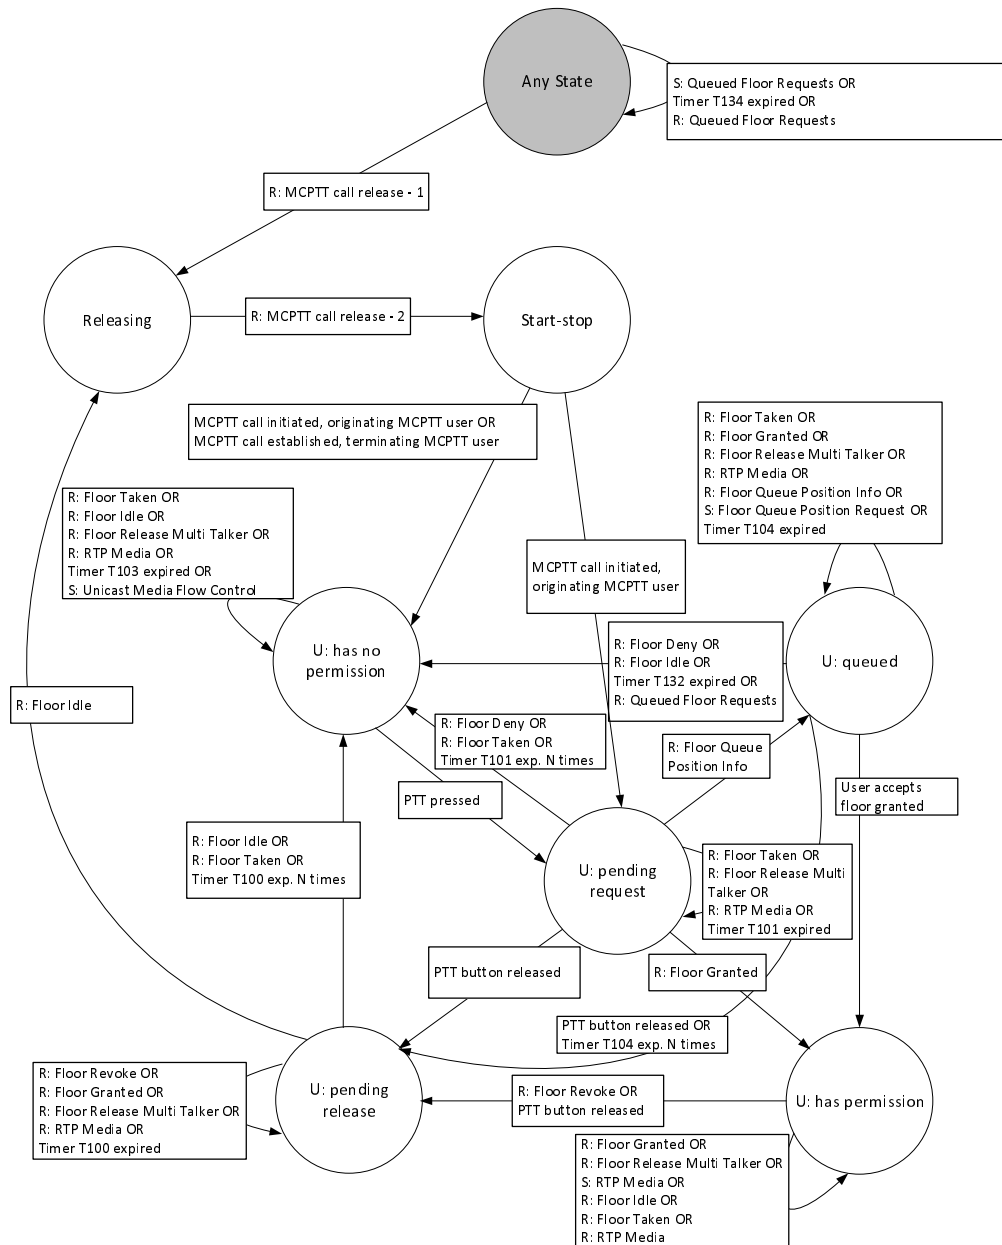 Any State
S: Queued Floor Requests OR
Timer T134 expired OR
R: Queued Floor Requests
R: MCPTT call release - 1
Releasing
R: MCPTT call release - 2
Start-stop
MCPTT call initiated, originating MCPTT user OR
MCPTT call established, terminating MCPTT user
R: Floor Taken OR
R: Floor Granted OR
R: Floor Release Multi Talker OR
R: RTP Media OR
R: Floor Queue Position Info OR
S: Floor Queue Position Request OR
Timer T104 expired
R: Floor Taken OR
R: Floor Idle OR
R: Floor Release Multi Talker OR
R: RTP Media OR
Timer T103 expired OR
S: Unicast Media Flow Control
MCPTT call initiated,
originating MCPTT user
U: has no
permission
R: Floor Deny OR
R: Floor Idle OR
Timer T132 expired OR
R: Queued Floor Requests
U: queued
R: Floor Idle
R: Floor Deny OR
R: Floor Taken OR
Timer T101 exp. N times
R: Floor Queue
Position Info
PTT pressed
User accepts
floor granted
R: Floor Idle OR
R: Floor Taken OR
Timer T100 exp. N times
U: pending
request
R: Floor Taken OR
R: Floor Release Multi
Talker OR
R: RTP Media OR
Timer T101 expired
PTT button released
R: Floor Granted
PTT button released OR
Timer T104 exp. N times
R: Floor Revoke OR
R: Floor Granted OR
R: Floor Release Multi Talker OR
R: RTP Media OR
Timer T100 expired
U: pending
release
R: Floor Revoke OR
PTT button released
U: has permission
R: Floor Granted OR
R: Floor Release Multi Talker OR
S: RTP Media OR
R: Floor Idle OR
R: Floor Taken OR
R: RTP Media